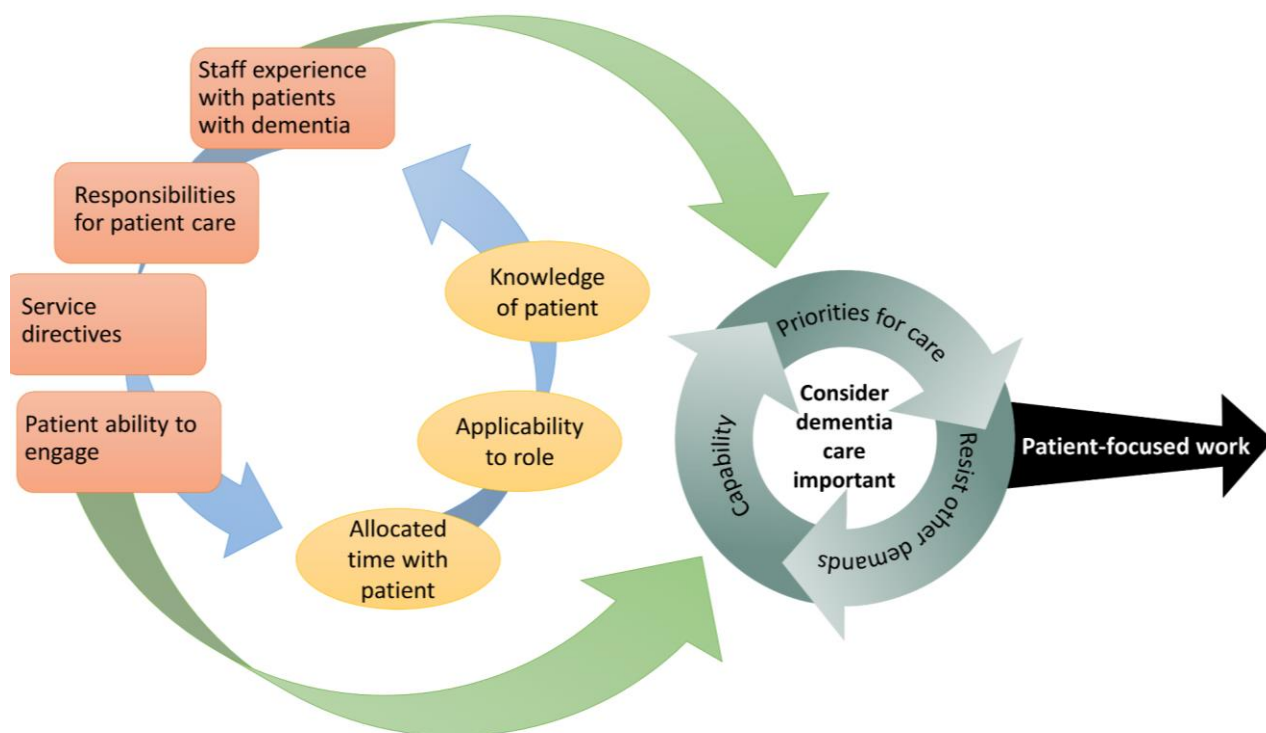 Staff experience
with patients
with dementia
Responsibilities
for patient care
Service
directives
Patient ability to
engage
Knowledge
of patient
Applicability
to role
Allocated
time with
patient
Priorities for care
Resist other demands
Capability
Consider
dementia
care
important
Patient-focused work